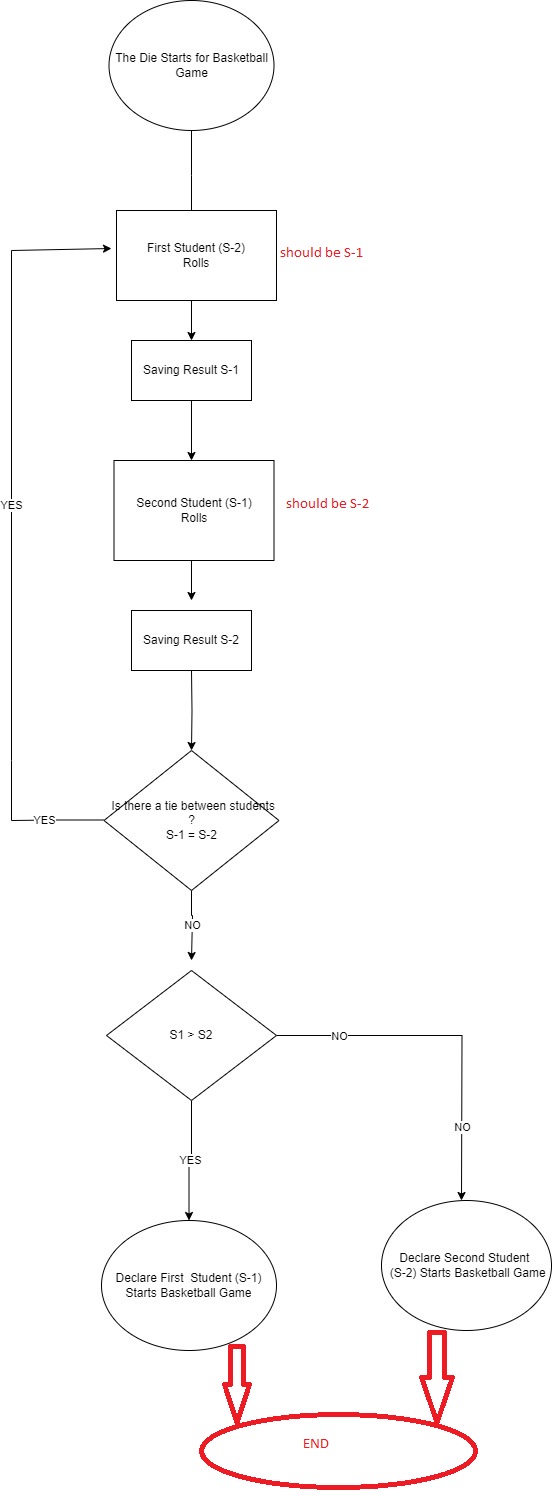 The Die Starts for Basketball
Game
First Student (S-2)
Rolls
should be S-1
Saving Result S-1
Second Student (S-1)
Rolls
should be S-2
YES
Saving Result S-2
Is there a tie between students
?
S-1 = S-2
YES
NO
S1 > S2
NO
NO
YES
Declare First Student (S-1)
Starts Basketball Game
Declare Second Student
(S-2) Starts Basketball Game
END